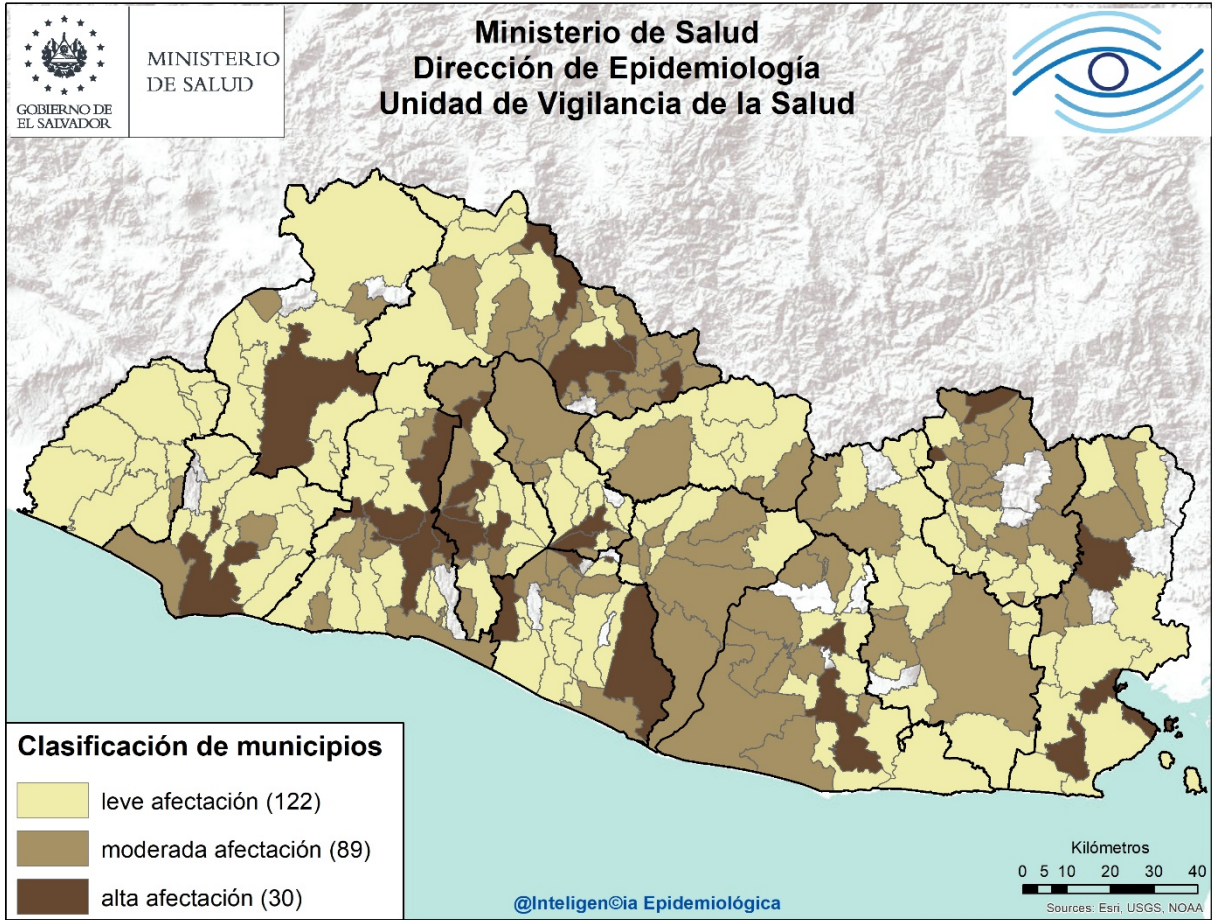 Ministerio de Salud
Dirección de Epidemiología
Unidad de Vigilancia de la Salud
GOBIERNO DE
EL SALVADOR
MINISTERIO
DE SALUD
Clasificación de municipios
leve afectación (122)
moderada afectación (89)
alta afectación (30)
@Inteligen©ia Epidemiológica
Kilómetros
0 5 10 20 30 40
Sources: Esri, USGS, NOAA